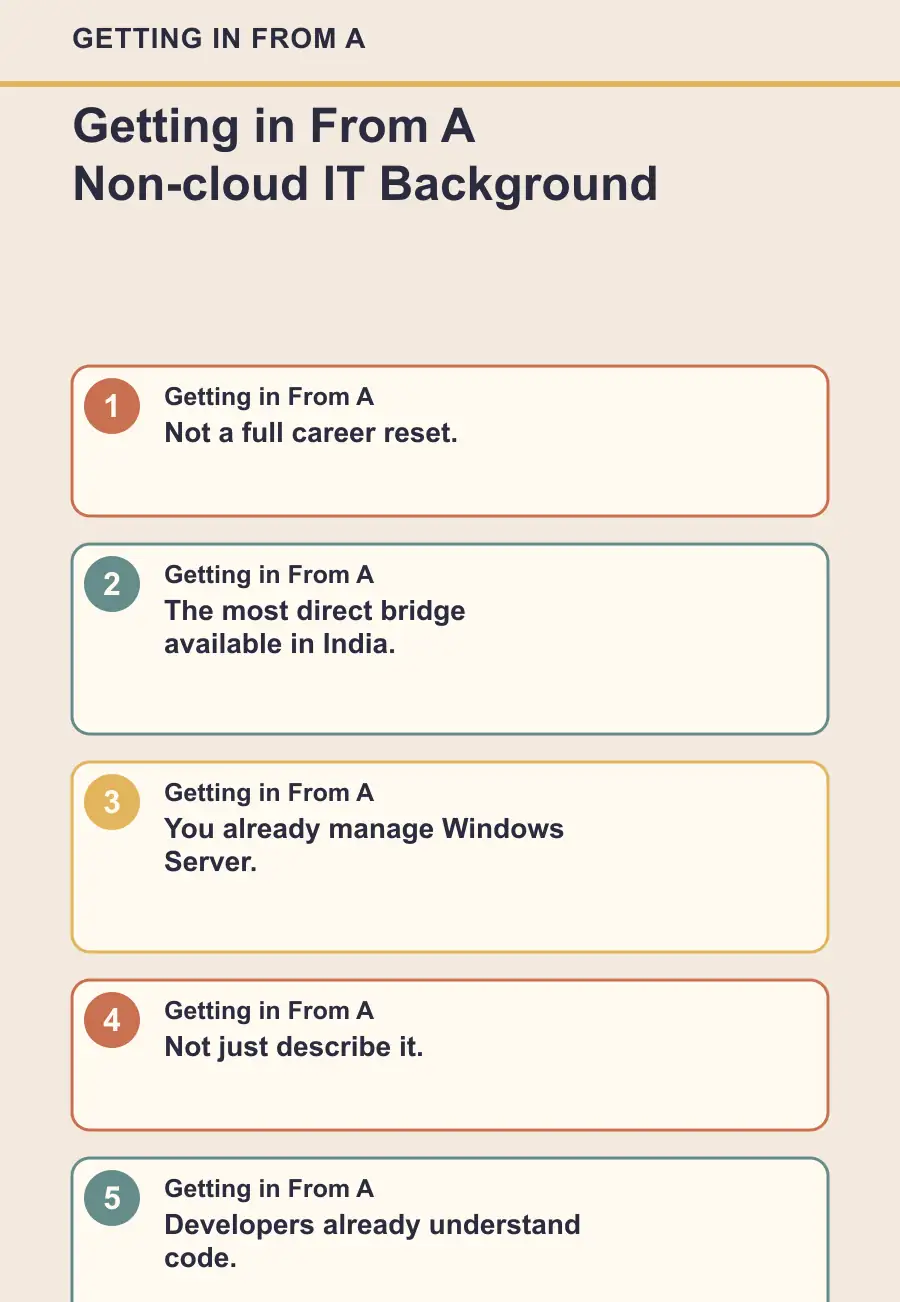 GETTING IN FROM A
Getting in From A
Non-cloud IT Background
1
Getting in From A
Not a full career reset.
2
Getting in From A
The most direct bridge
available in India.
3
Getting in From A
You already manage Windows
Server.
4
Getting in From A
Not just describe it.
5
Getting in From A
Developers already understand
code.